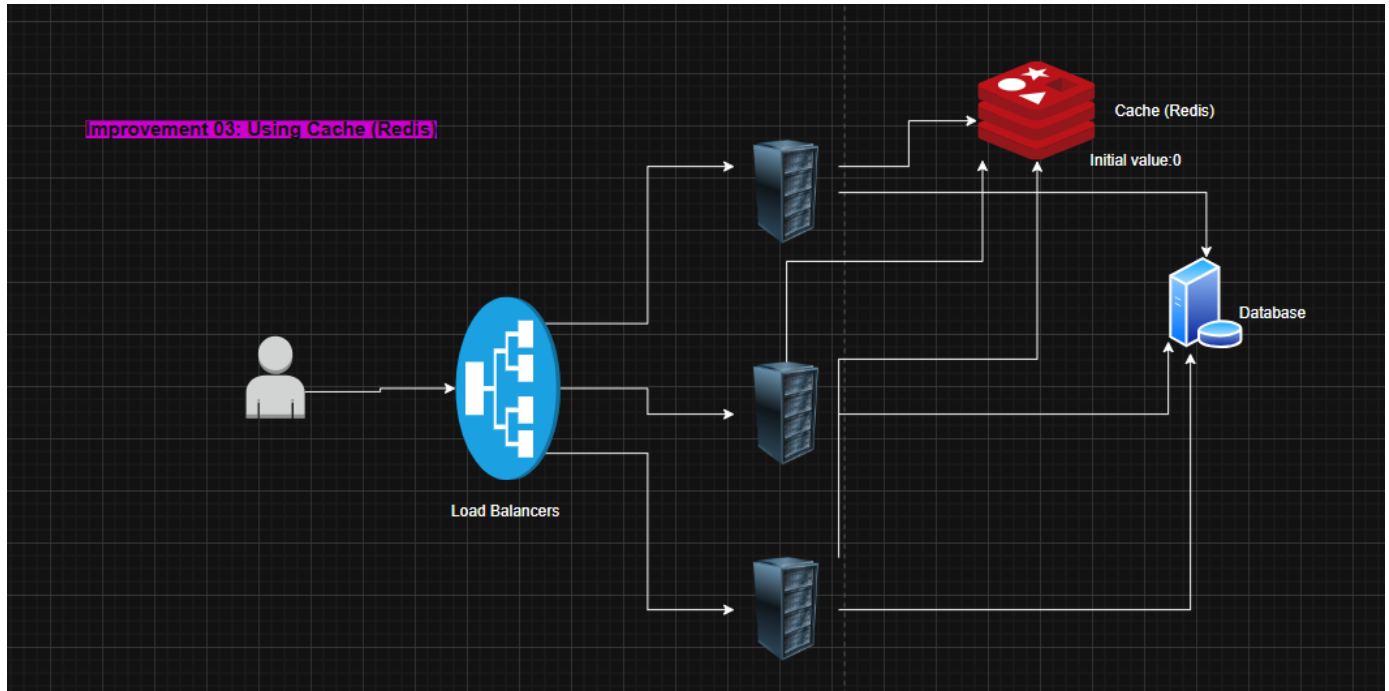 Improvement 03: Using Cache (Redis)
Cache (Redis)
Initial value:0
Database
Load Balancers